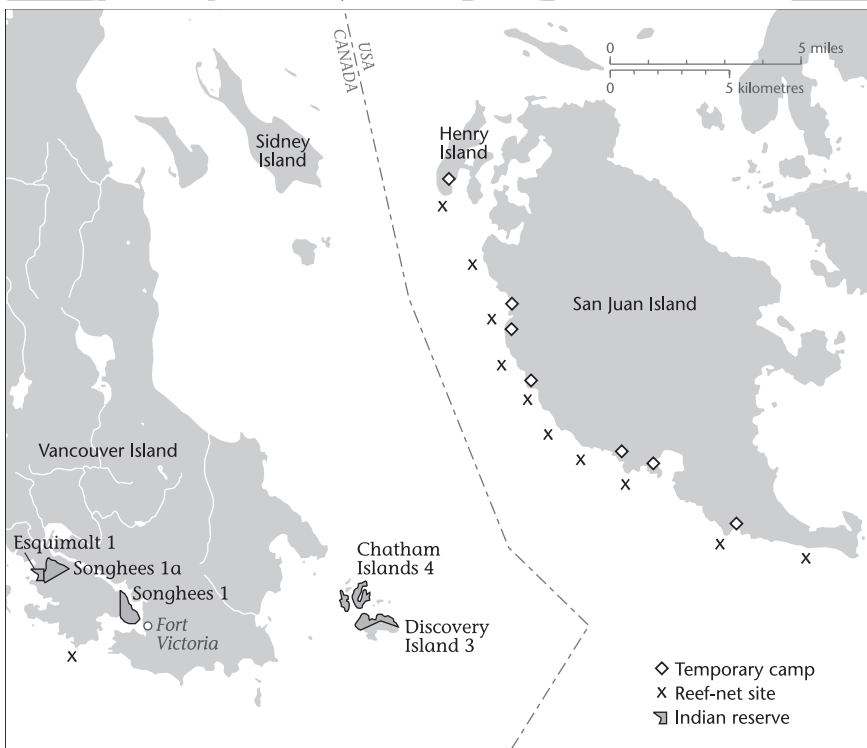 USA
CANADA
0 5 miles
0 5 kilometres
Sidney
Island
Henry
Island
San Juan Island
Vancouver Island
Esquimalt 1
Songhees 1a
Songhees 1
Fort
Victoria
Chatham
Islands 4
Discovery
Island 3
Temporary camp
x Reef-net site
Indian reserve